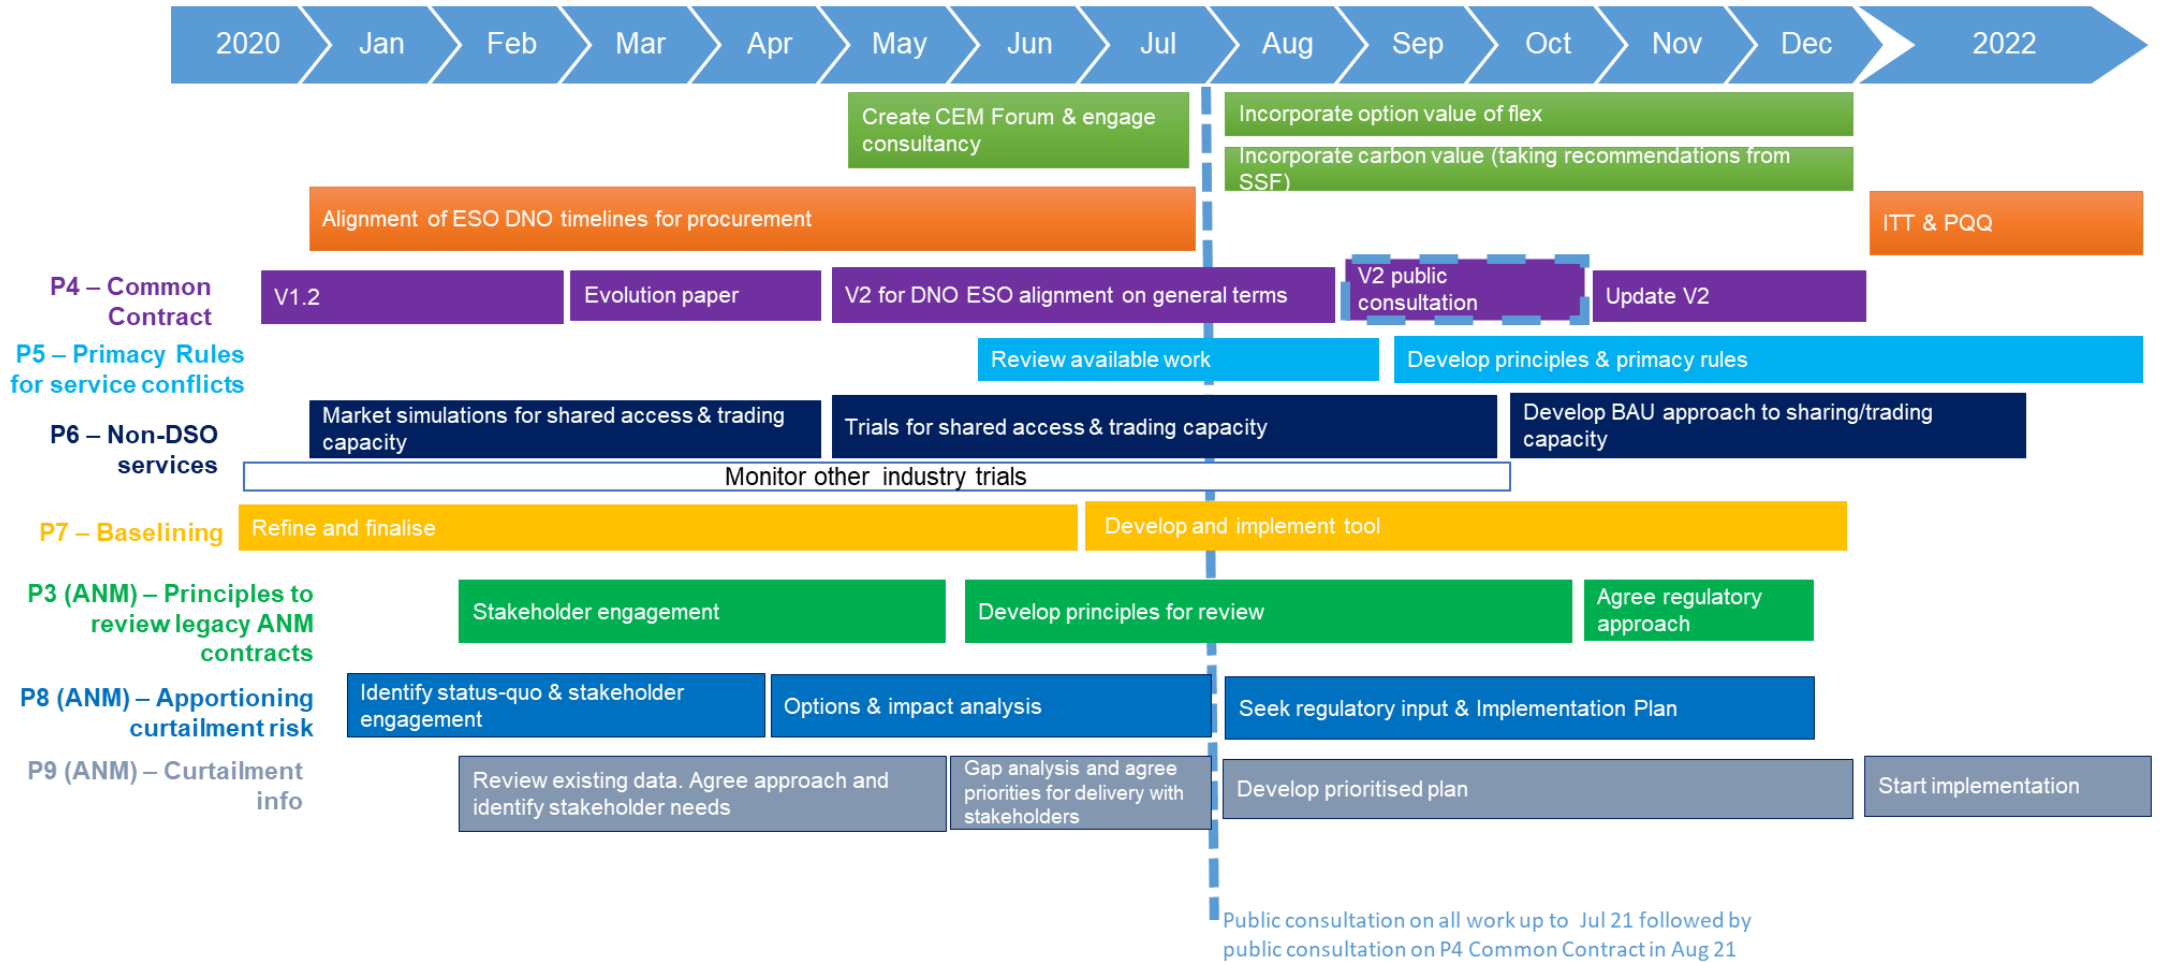 2020 Jan Feb Mar Apr May Jun Jul Aug Sep Oct Nov Dec 2022
Create CEM Forum & engage
consultancy
Incorporate option value of flex
Incorporate carbon value (taking recommendations from
SSF)
Alignment of ESO DNO timelines for procurement
ITT & PQQ
P4 – Common
Contract
V1.2
Evolution paper
V2 for DNO ESO alignment on general terms
V2 public
consultation
Update V2
P5 – Primacy Rules
for service conflicts
Review available work
Develop principles & primacy rules
P6 – Non-DSO
services
Market simulations for shared access & trading
capacity
Trials for shared access & trading capacity
Develop BAU approach to sharing/trading
capacity
Monitor other industry trials
P7 – Baselining
Refine and finalise
Develop and implement tool
P3 (ANM) – Principles to
review legacy ANM
contracts
Stakeholder engagement
Develop principles for review
Agree regulatory
approach
P8 (ANM) – Apportioning
curtailment risk
Identify status-quo & stakeholder
engagement
Options & impact analysis
Seek regulatory input & Implementation Plan
P9 (ANM) – Curtailment
info
Review existing data. Agree approach and
identify stakeholder needs
Gap analysis and agree
priorities for delivery with
stakeholders
Develop prioritised plan
Start implementation
Public consultation on all work up to Jul 21 followed by
public consultation on P4 Common Contract in Aug 21